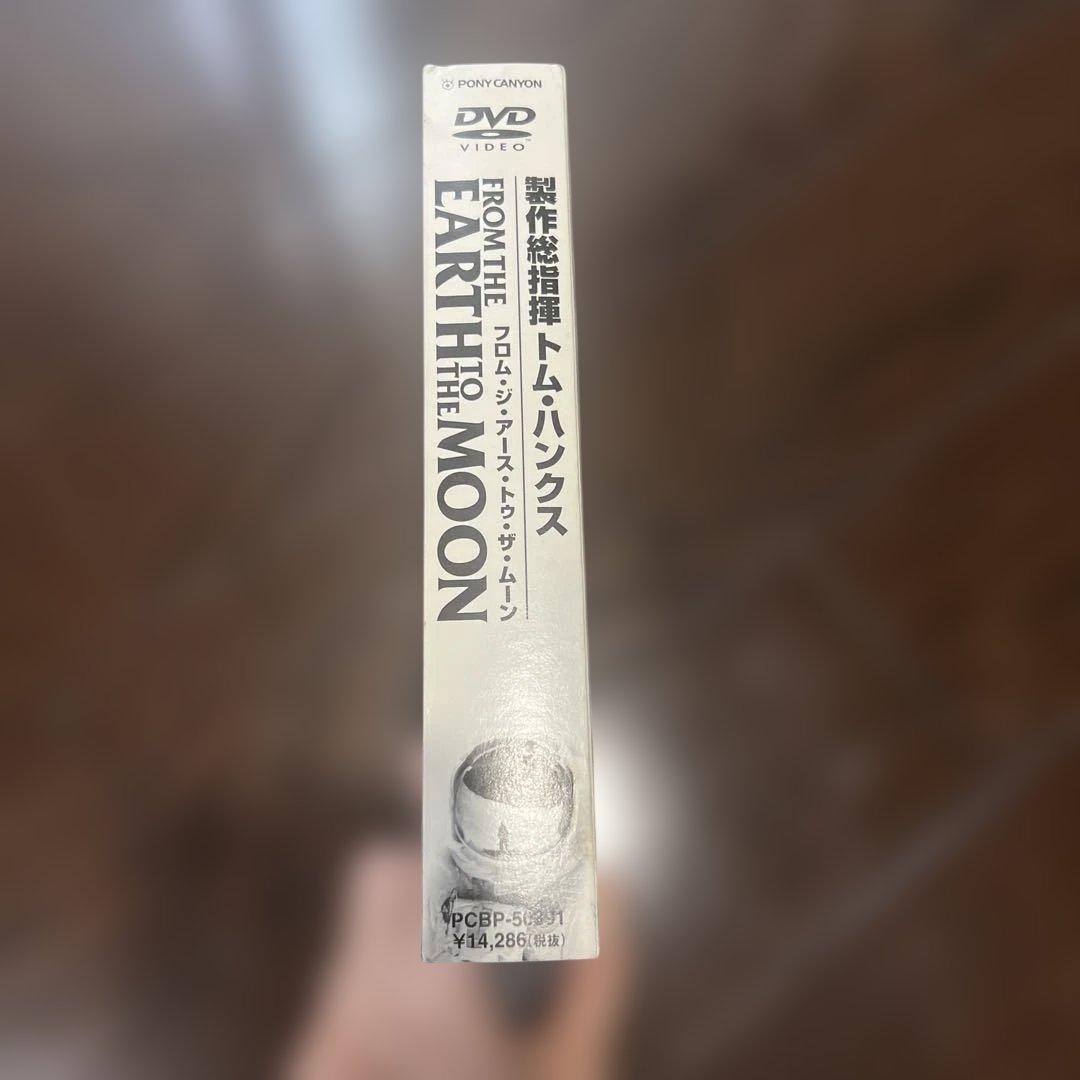 PONY CANYON
DVD
VIDEO
製作総指揮 トム・ハンクス
フロム・ジ・アース・トゥ・ザ・ムーン
FROM THE
EARTH TO THE MOON
¥14,286(税抜)